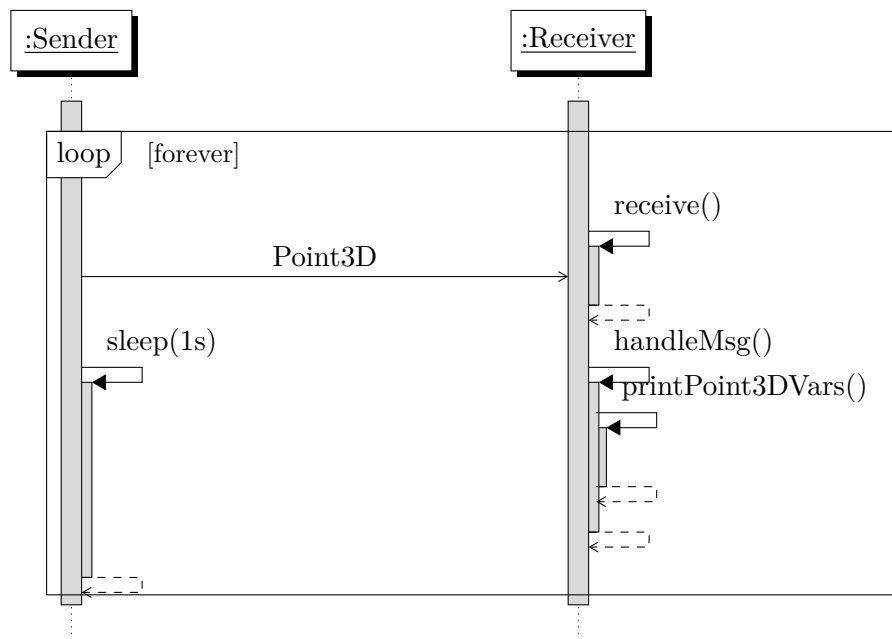 :Sender
:Receiver
loop
[forever]
receive()
Point3D
sleep(1s)
handleMsg()
printPoint3DVars()